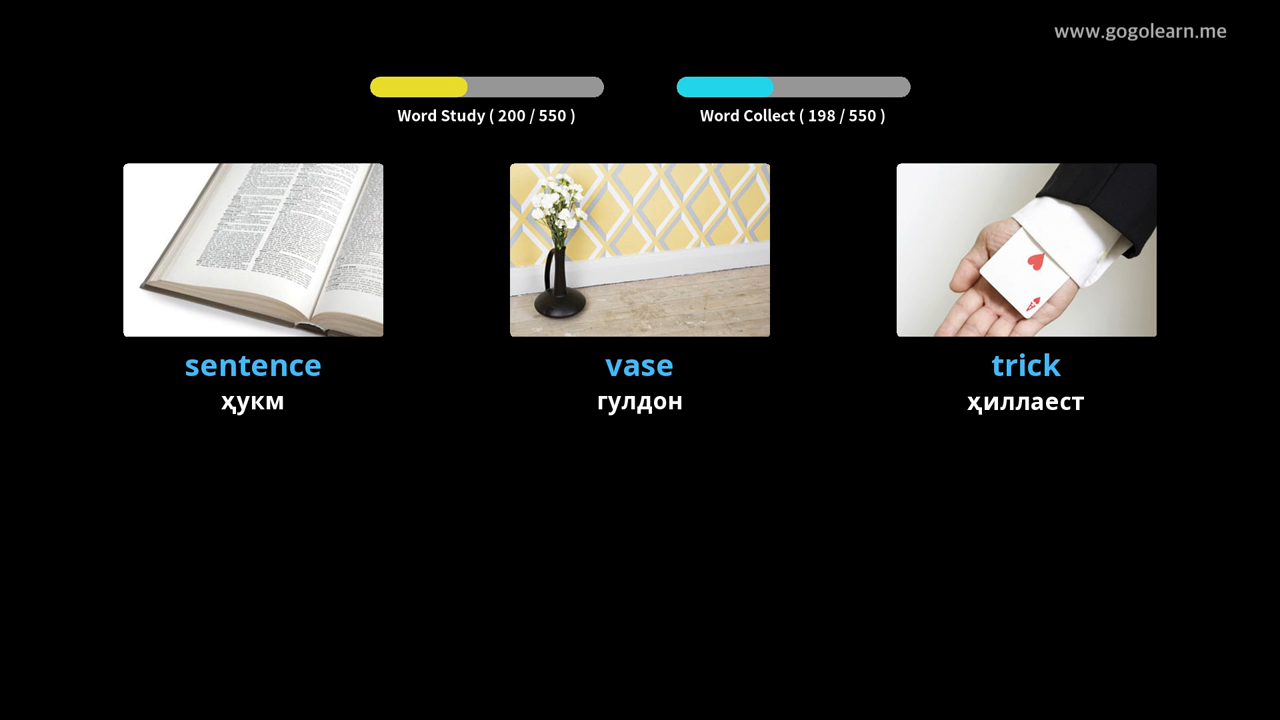 www.gogolearn.me
Word Study ( 200 / 550 )
Word Collect ( 198 / 550 )
sentence
ҳукм
vase
гулдон
trick
ҳиллаест